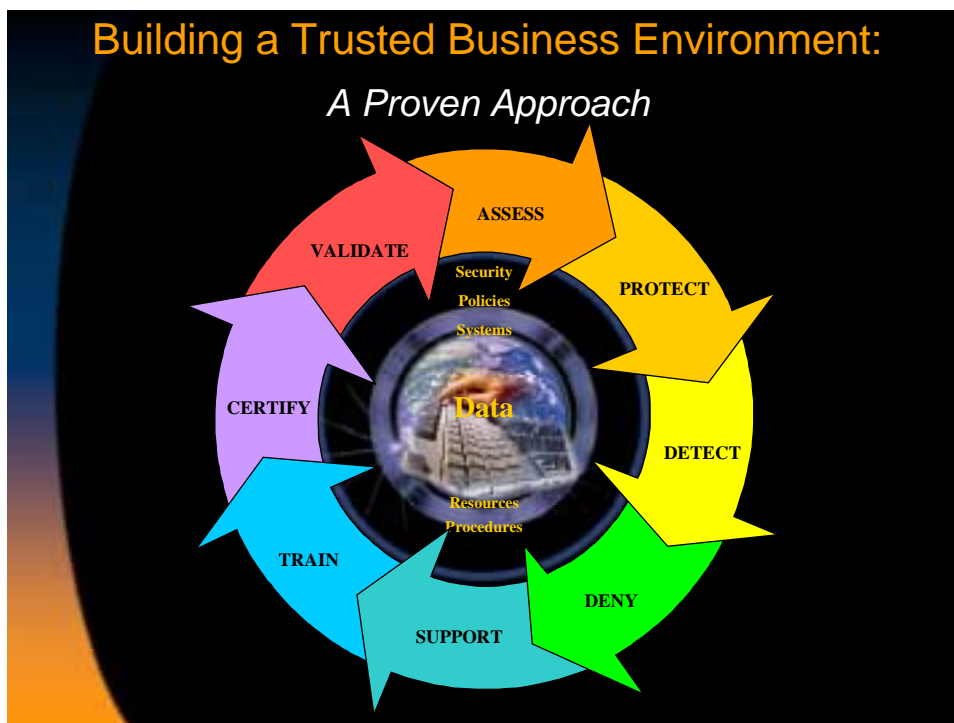 Building a Trusted Business Environment:
A Proven Approach
ASSESS
PROTECT
DETECT
DENY
SUPPORT
TRAIN
CERTIFY
VALIDATE
Security
Policies
Systems
Data
Resources
Procedures